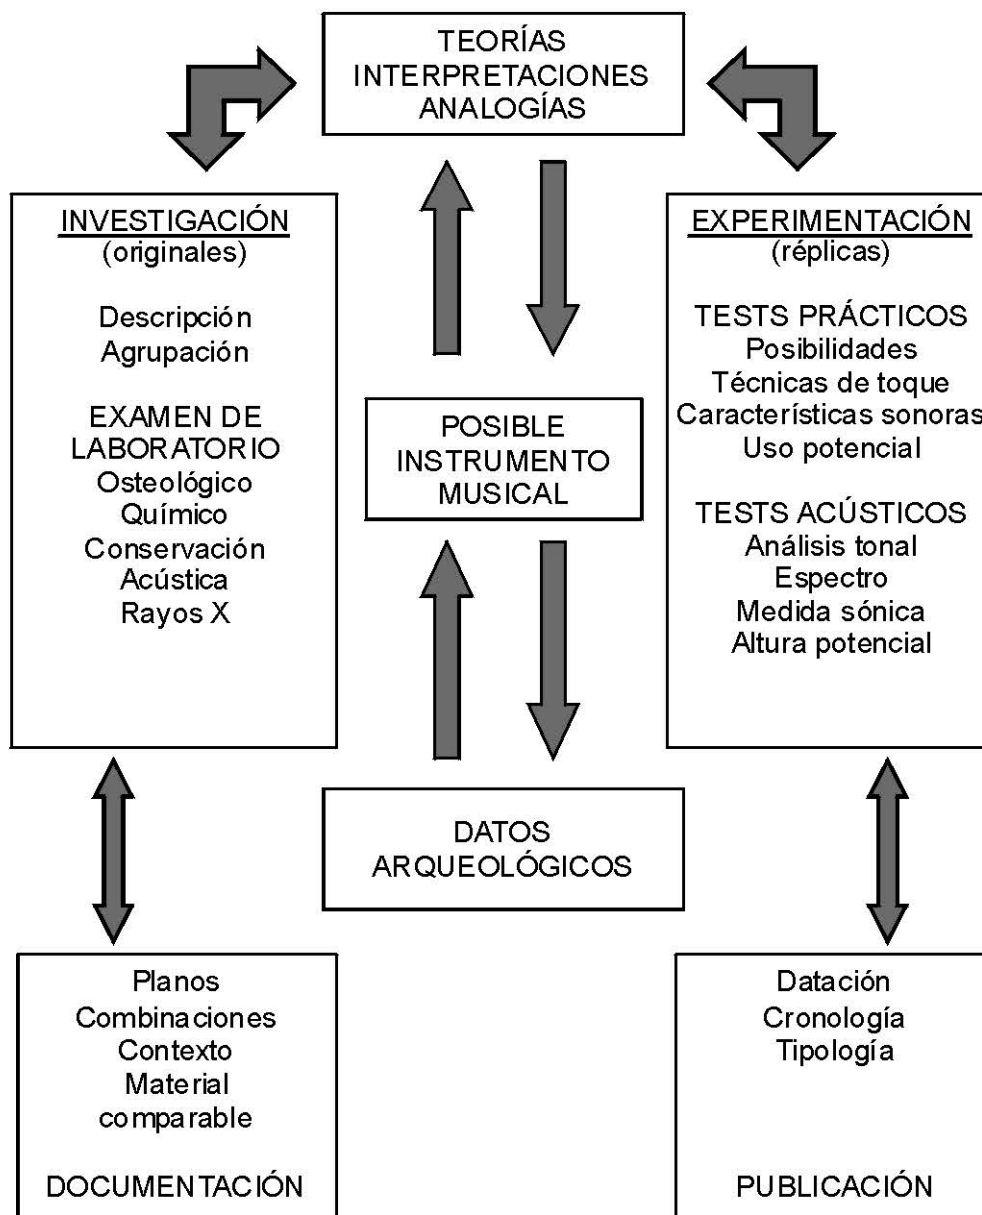 TEORÍAS
INTERPRETACIONES
ANALOGÍAS
INVESTIGACIÓN
(originales)
Descripción
Agrupación
EXAMEN DE
LABORATORIO
Osteológico
Químico
Conservación
Acústica
Rayos X
POSIBLE
INSTRUMENTO
MUSICAL
EXPERIMENTACIÓN
(réplicas)
TESTS PRÁCTICOS
Posibilidades
Técnicas de toque
Características sonoras
Uso potencial
TESTS ACÚSTICOS
Análisis tonal
Espectro
Medida sónica
Altura potencial
DATOS
ARQUEOLÓGICOS
Planos
Combinaciones
Contexto
Material
comparable
DOCUMENTACIÓN
Datación
Cronología
Tipología
PUBLICACIÓN